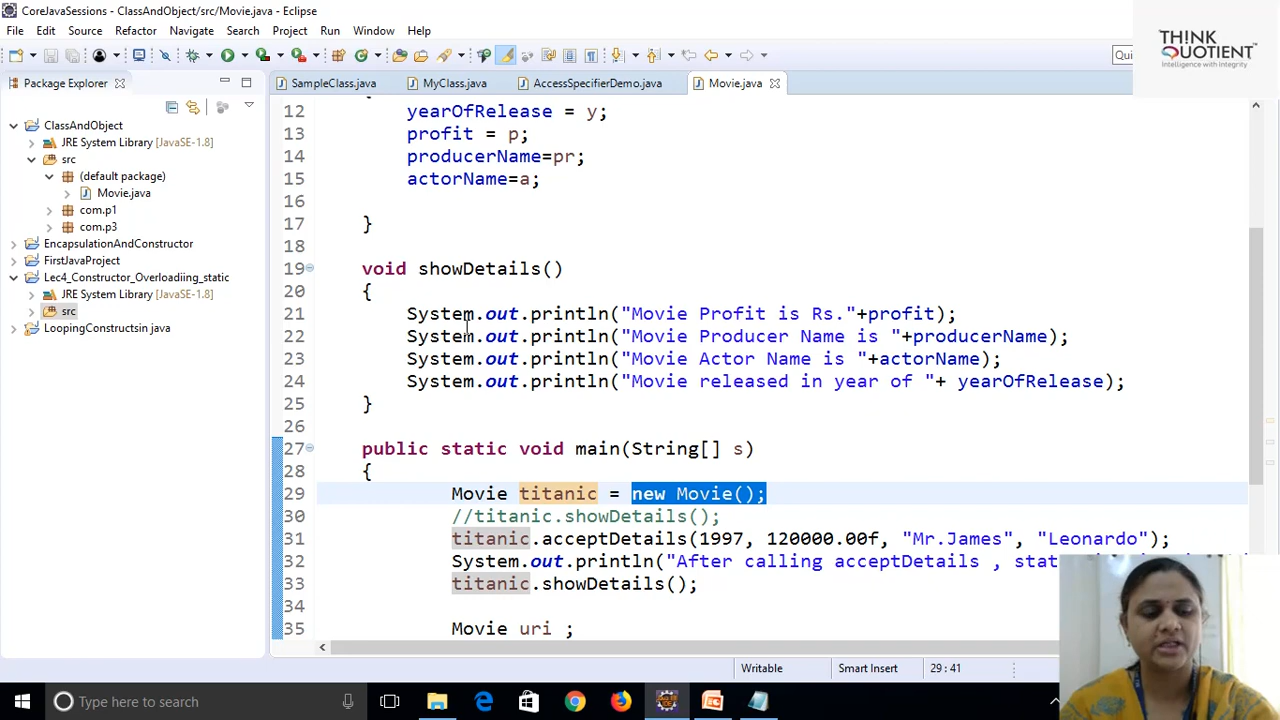 CoreJavaSessions - ClassAndObject/src/Movie.java - Eclipse
File Edit Source Refactor Navigate Search Project Run Window Help
THINK
QUOTIENT
Intelligence with Integrity
Qui
Package Explorer
SampleClass.java MyClass.java AccessSpecifierDemo.java Movie.java
ClassAndObject
JRE System Library [JavaSE-1.8]
src
(default package)
Movie.java
com.p1
com.p3
EncapsulationAndConstructor
FirstJavaProject
Lec4_Constructor_Overloadiing_static
JRE System Library [JavaSE-1.8]
src
LoopingConstructsin java
12 yearOfRelease = y;
13 profit = p;
14 producerName=pr;
15 actorName=a;
16
17 }
18
19 void showDetails()
20 {
21 System.out.println("Movie Profit is Rs."+profit);
22 System.out.println("Movie Producer Name is "+producerName);
23 System.out.println("Movie Actor Name is "+actorName);
24 System.out.println("Movie released in year of "+ yearOfRelease);
25 }
26
27 public static void main(String[] s)
28 {
29 Movie titanic = new Movie();
30 //titanic.showDetails();
31 titanic.acceptDetails(1997, 120000.00f, "Mr.James", "Leonardo");
32 System.out.println("After calling acceptDetails , stat
33 titanic.showDetails();
34
35 Movie uri ;
Writable Smart Insert 29 : 41
Type here to search